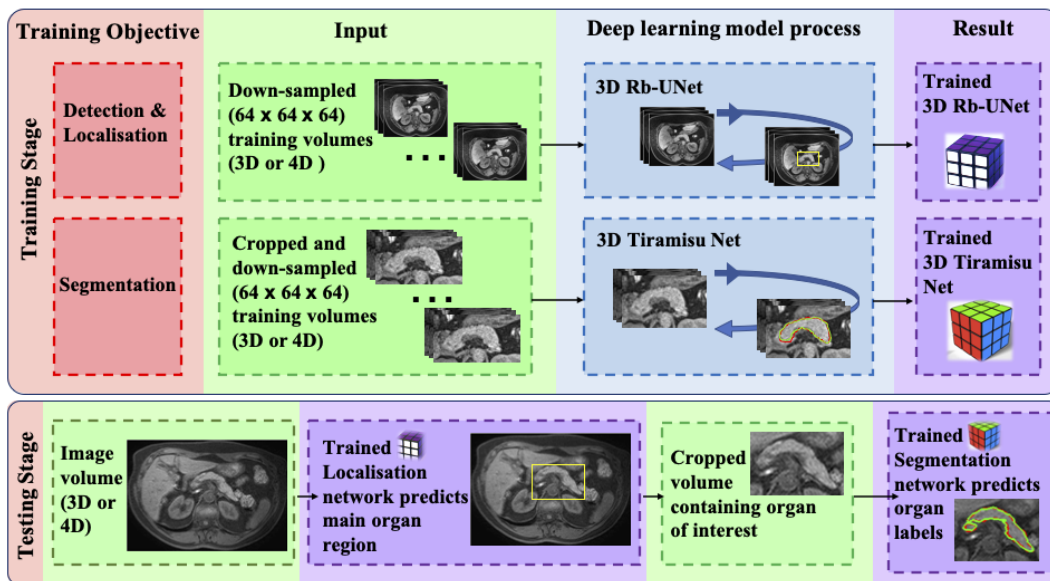 Training Objective
Input
Deep learning model process
Result
Training Stage
Detection &
Localisation
Down-sampled
(64 x 64 x 64)
training volumes
(3D or 4D )
...
3D Rb-UNet
Trained
3D Rb-UNet
Segmentation
Cropped and
down-sampled
(64 x 64 x 64)
training volumes
(3D or 4D)
...
3D Tiramisu Net
Trained
3D Tiramisu
Net
Testing Stage
Image
volume
(3D or
4D)
Trained
Localisation
network predicts
main organ
region
Cropped
volume
containing organ
of interest
Trained
Segmentation
network predicts
organ
labels